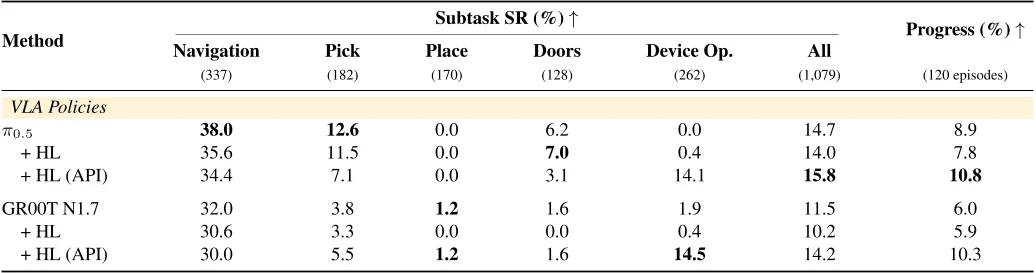 Method Subtask SR (%) ↑ Progress (%) ↑
Navigation Pick Place Doors Device Op. All
(337) (182) (170) (128) (262) (1,079) (120 episodes)
VLA Policies
π0.5 38.0 12.6 0.0 6.2 0.0 14.7 8.9
+ HL 35.6 11.5 0.0 7.0 0.4 14.0 7.8
+ HL (API) 34.4 7.1 0.0 3.1 14.1 15.8 10.8
GR00T N1.7 32.0 3.8 1.2 1.6 1.9 11.5 6.0
+ HL 30.6 3.3 0.0 0.0 0.4 10.2 5.9
+ HL (API) 30.0 5.5 1.2 1.6 14.5 14.2 10.3